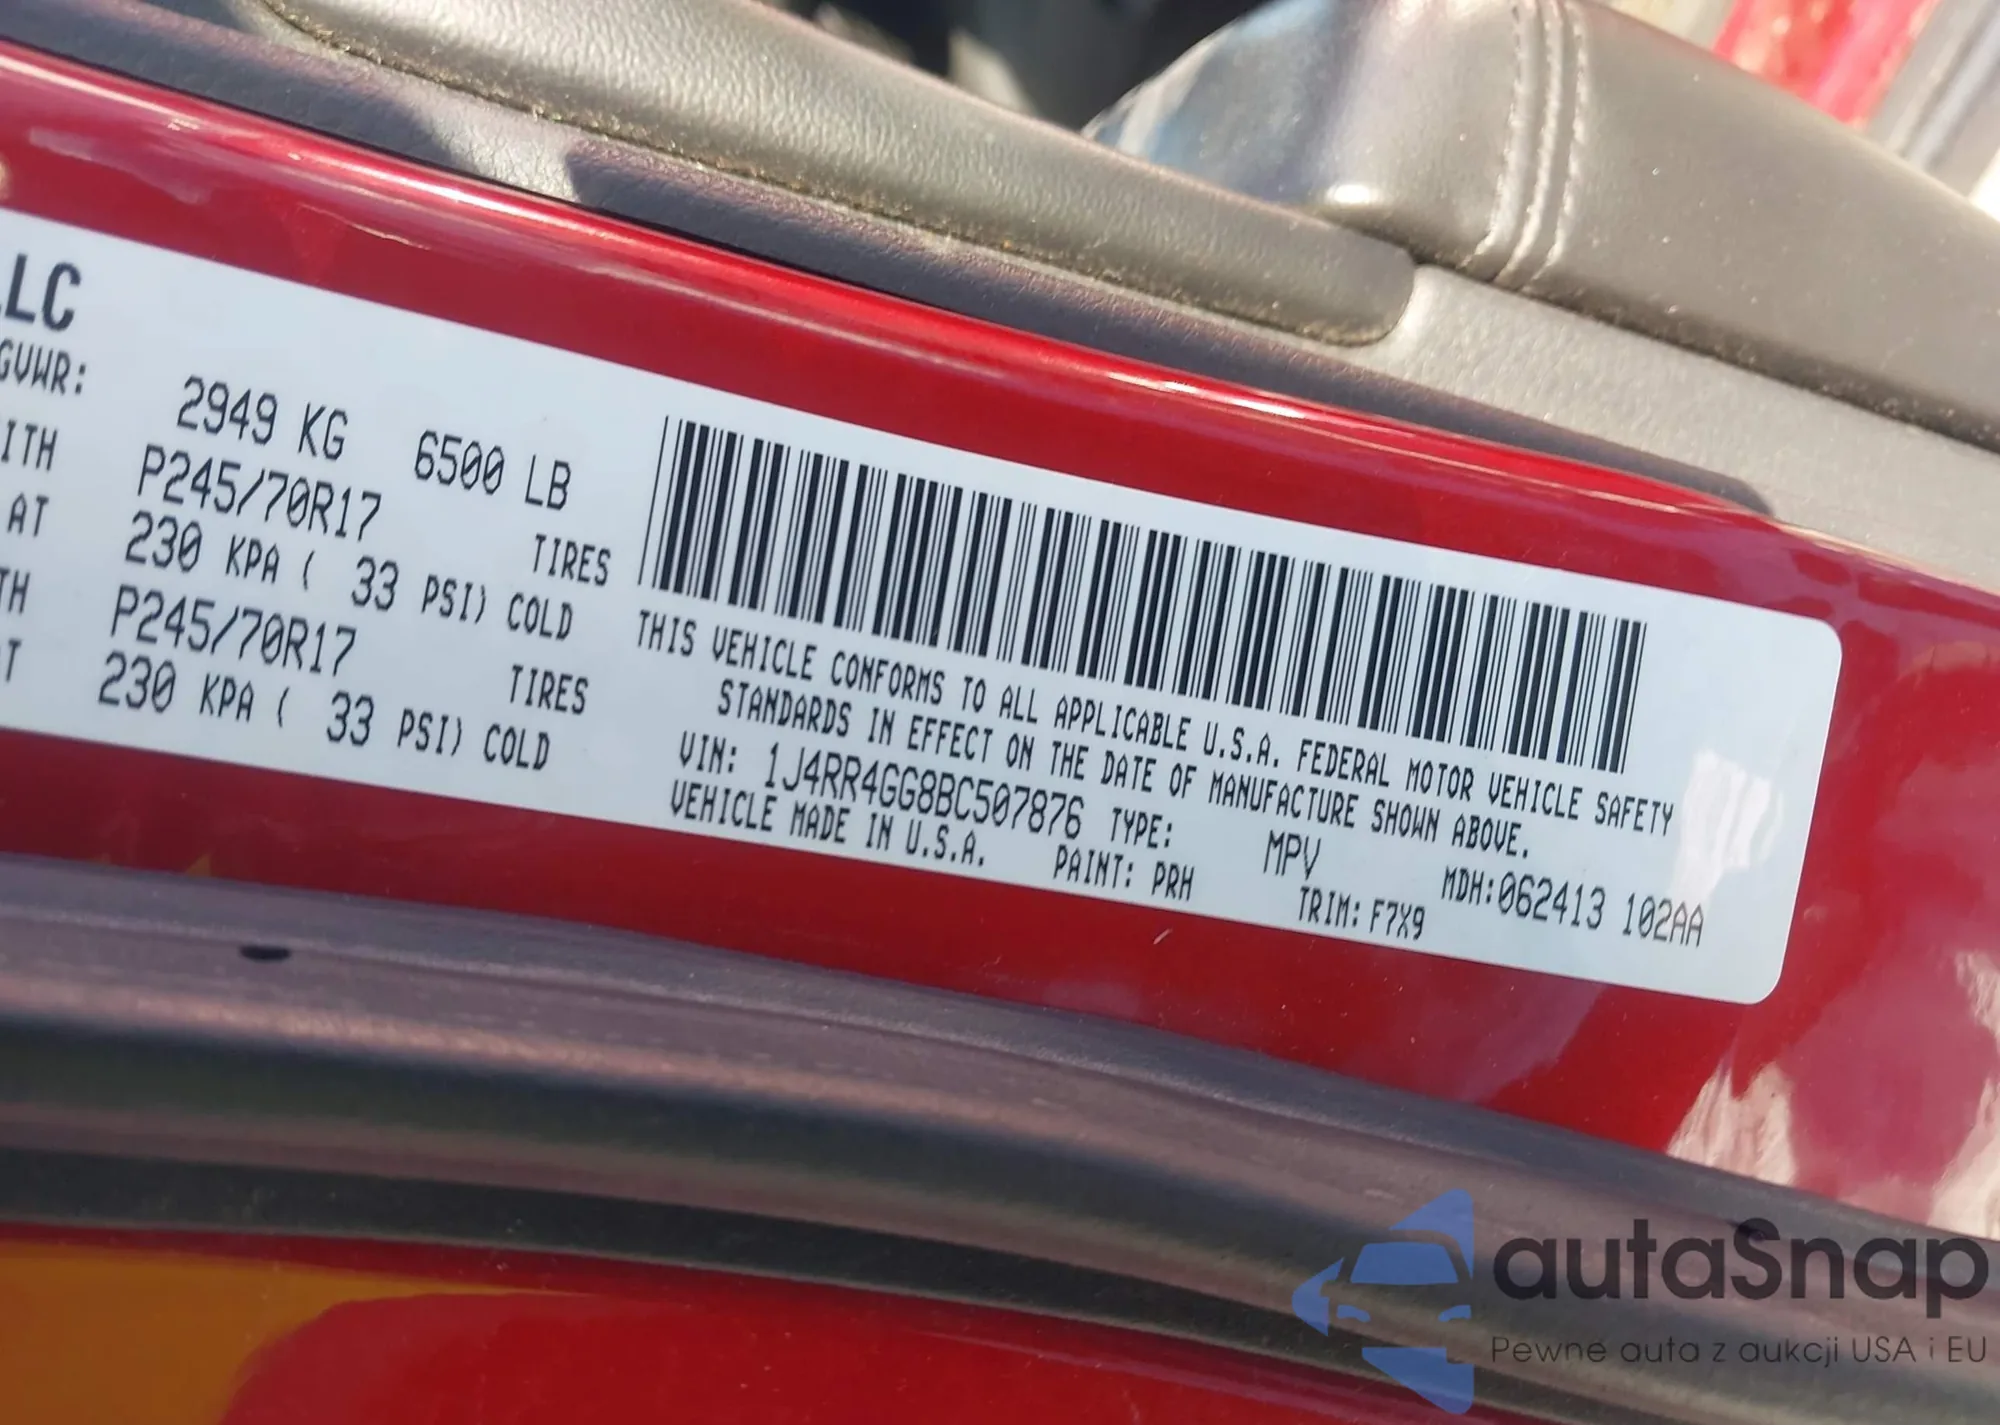 LLC
GVWR: 2949 KG 6500 LB
ITH P245/70R17 TIRES
AT 230 KPA ( 33 PSI) COLD
TH P245/70R17 TIRES
T 230 KPA ( 33 PSI) COLD
THIS VEHICLE CONFORMS TO ALL APPLICABLE U.S.A. FEDERAL MOTOR VEHICLE SAFETY
STANDARDS IN EFFECT ON THE DATE OF MANUFACTURE SHOWN ABOVE.
VIN: 1J4RR4GG8BC507876 TYPE: MPV MDH:062413 102AA
VEHICLE MADE IN U.S.A. PAINT: PRH TRIM: F7X9
autaSnap
Pewne auta z aukcji USA i EU